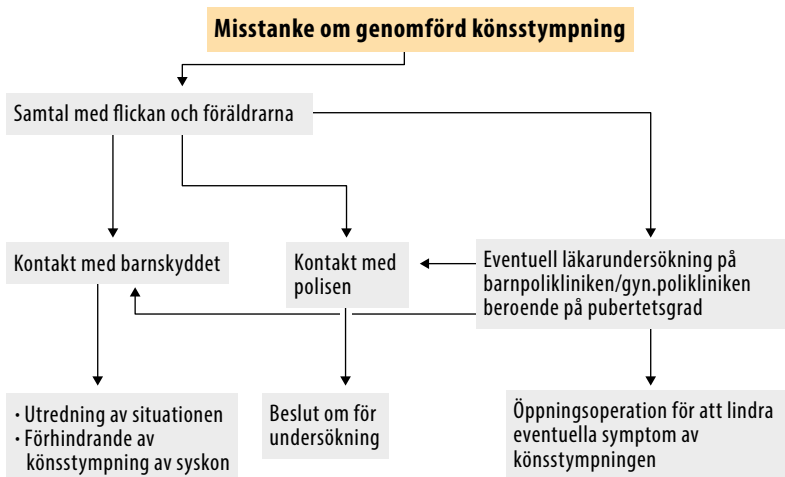 Misstanke om genomförd könsstympning
Samtal med flickan och föräldrarna
Kontakt med barnskyddet
Kontakt med
polisen
Eventuell läkarundersökning på
barnpolikliniken/gyn.polikliniken
beroende på pubertetsgrad
· Utredning av situationen
· Förhindrande av
könsstympning av syskon
Beslut om för
undersökning
Öppningsoperation för att lindra
eventuella symptom av
könsstympningen